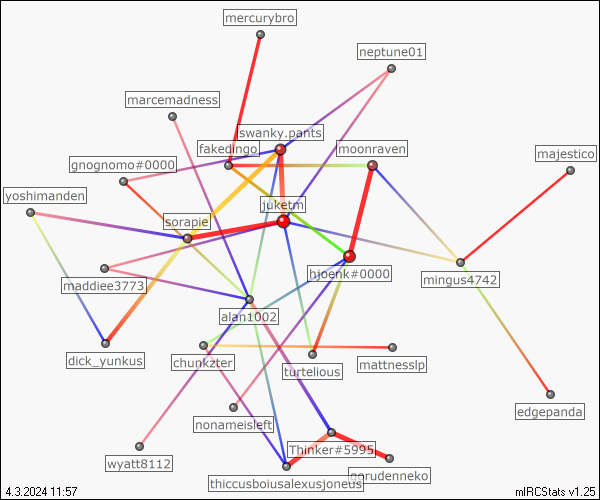 mercurybro
neptune01
marcemadness
swanky.pants
fakedingo
moonraven
majestico
gnognomo#0000
yoshimanden
juketm
sorapie
hjoenk#0000
mingus4742
maddiee3773
alan1002
dick_yunkus
chunkzter
mattnesslp
turtelious
edgepanda
nonameisleft
Thinker#5995
wyatt8112
gorudenneko
thiccusboiusalexusjoneus
4.3.2024 11:57
mIRCStats v1.25